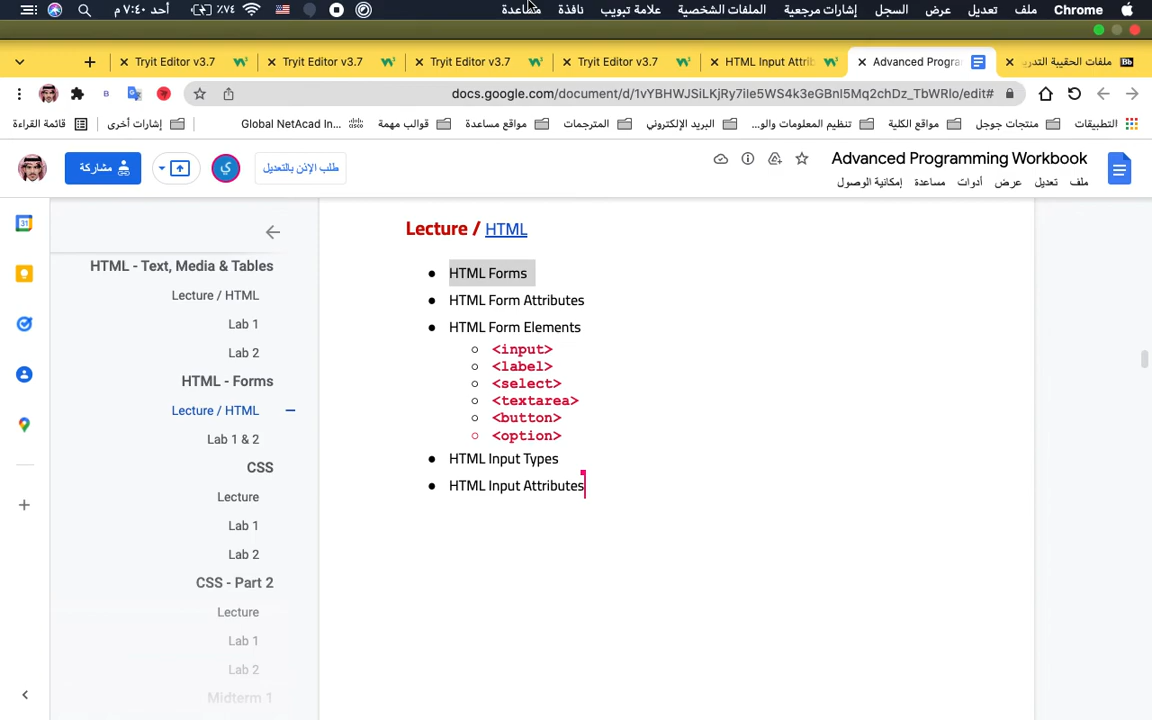 Chrome ملف تعديل عرض السجل إشارات مرجعية الملفات الشخصية علامة تبويب نافذة مساعدة
٪٧٤ أحد ٧:٤٠ م
ملفات الحقيبة التدري
Advanced Progra
HTML Input Attrib
Tryit Editor v3.7
Tryit Editor v3.7
Tryit Editor v3.7
Tryit Editor v3.7
docs.google.com/document/d/1vYBHWJSiLKjRy7le5WS4k3eGBnI5Mq2chDz_TbWRIo/edit#
التطبيقات
منتجات جوجل
مواقع الكلية
تنظيم المعلومات والو...
البريد الإلكتروني
المترجمات
مواقع مساعدة
قوالب مهمة
Global NetAcad In...
إشارات أخرى
قائمة القراءة
Advanced Programming Workbook
ملف تعديل عرض أدوات مساعدة إمكانية الوصول
طلب الإذن بالتعديل
ي
مشاركة
31
HTML - Text, Media & Tables
Lecture / HTML
Lab 1
Lab 2
HTML - Forms
Lecture / HTML
Lab 1 & 2
CSS
Lecture
Lab 1
Lab 2
CSS - Part 2
Lecture
Lab 1
Lab 2
Midterm 1
Lecture / HTML
● HTML Forms
● HTML Form Attributes
● HTML Form Elements
○ <input>
○ <label>
○ <select>
○ <textarea>
○ <button>
○ <option>
● HTML Input Types
● HTML Input Attributes